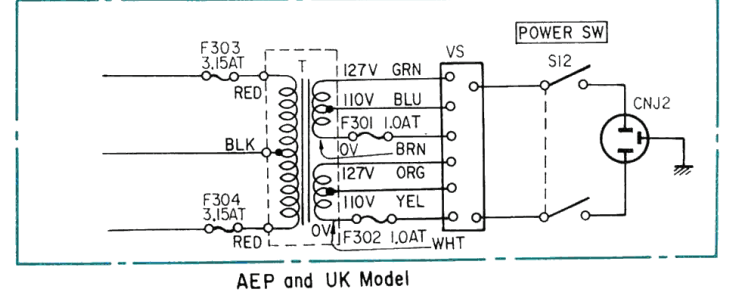 POWER SW
F303
3.15AT
T
127V GRN
VS
S12
RED
110V BLU
CNJ2
F301 1.0AT
BLK
0V
BRN
127V ORG
F304
3.15AT
110V YEL
RED
0V
F302 1.0AT
WHT
AEP and UK Model